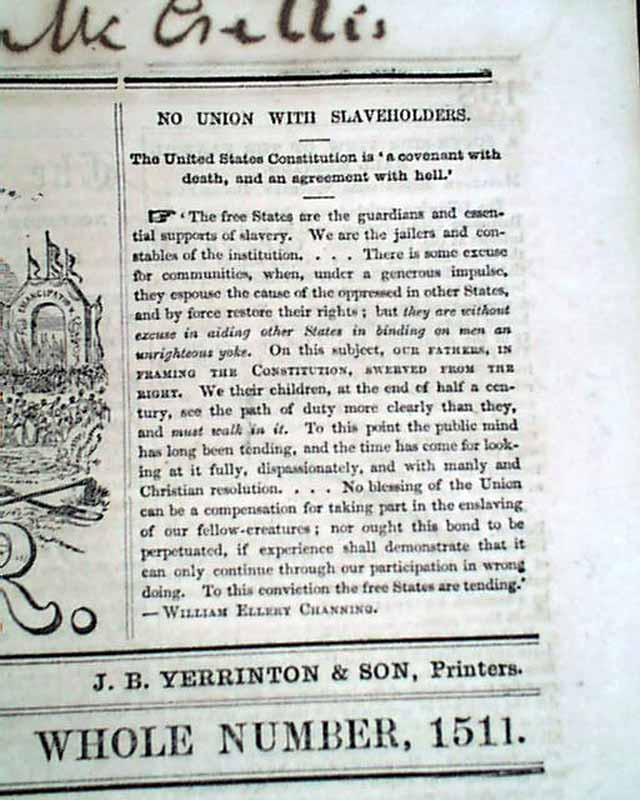 Mc Crellis
NO UNION WITH SLAVEHOLDERS.
The United States Constitution is ‘a covenant with
death, and an agreement with hell.’
☞ ‘The free States are the guardians and essen-
tial supports of slavery. We are the jailers and con-
stables of the institution. . . . There is some excuse
for communities, when, under a generous impulse,
they espouse the cause of the oppressed in other States,
and by force restore their rights; but they are without
excuse in aiding other States in binding on men an
unrighteous yoke. On this subject, OUR FATHERS, IN
FRAMING THE CONSTITUTION, SWERVED FROM THE
RIGHT. We their children, at the end of half a cen-
tury, see the path of duty more clearly than they,
and must walk in it. To this point the public mind
has long been tending, and the time has come for look-
ing at it fully, dispassionately, and with manly and
Christian resolution. . . . No blessing of the Union
can be a compensation for taking part in the enslaving
of our fellow-creatures; nor ought this bond to be
perpetuated, if experience shall demonstrate that it
can only continue through our participation in wrong
doing. To this conviction the free States are tending.’
— WILLIAM ELLERY CHANNING.
EMANCIPATION
R.
J. B. YERRINTON & SON, Printers.
WHOLE NUMBER, 1511.